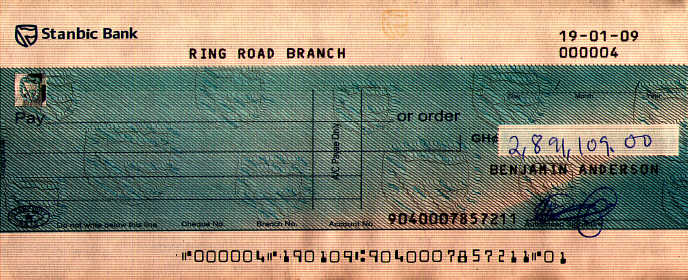 Stanbic Bank
19-01-09
RING ROAD BRANCH
000004
Pay
or order
A/C Payee Only
GH¢ 2,891,109.00
BENJAMIN ANDERSON
9040007857211
Do not write below this line Cheque No. Branch No. Account No.
⑈000004⑈190109⑆9040007857211⑈01